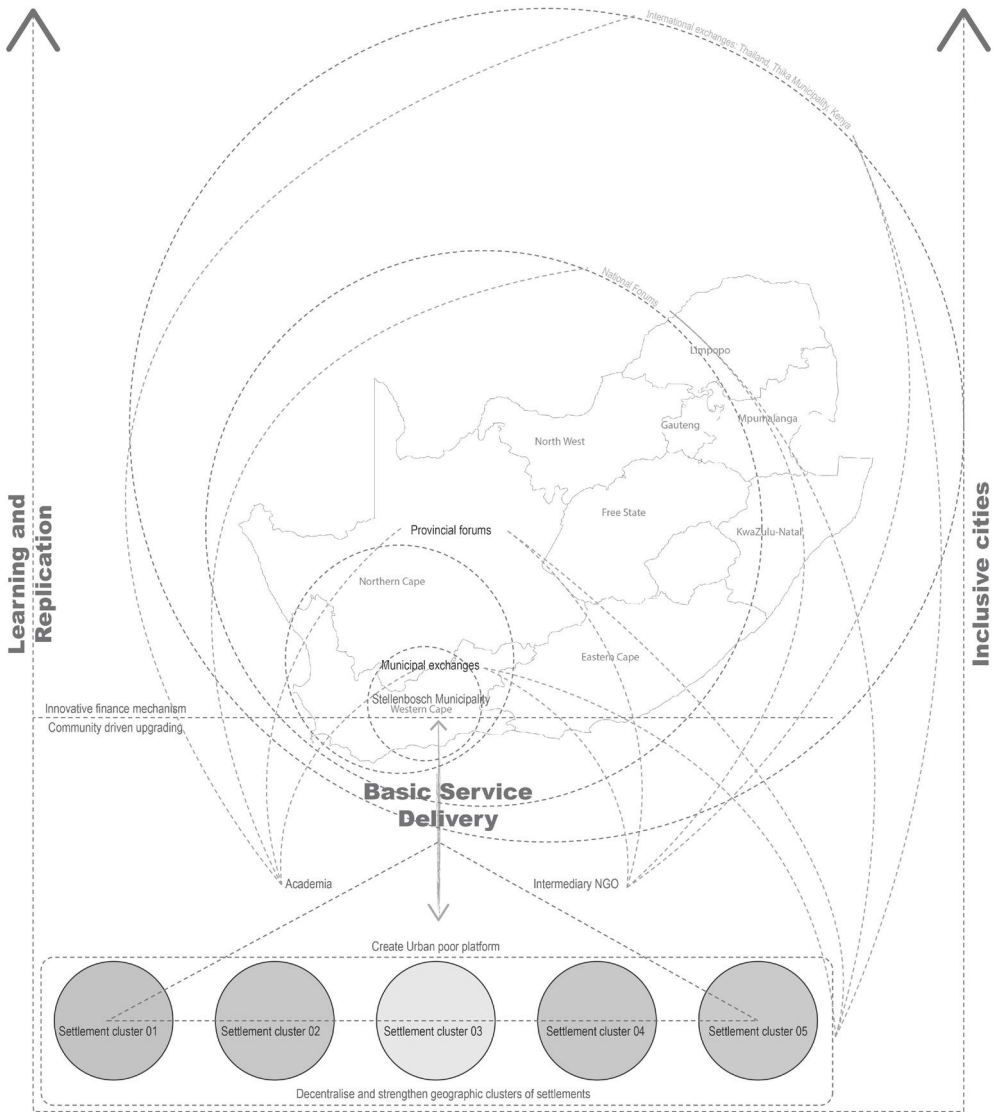 International exchanges: Thailand, Thika Municipality, Kenya
National Forums
Limpopo
Mpumalanga
Gauteng
North West
Free State
KwaZulu-Natal
Provincial forums
Northern Cape
Eastern Cape
Municipal exchanges
Stellenbosch Municipality
Western Cape
Learning and
Replication
Inclusive cities
Innovative finance mechanism
Community driven upgrading
Basic Service
Delivery
Academia
Intermediary NGO
Create Urban poor platform
Settlement cluster 01
Settlement cluster 02
Settlement cluster 03
Settlement cluster 04
Settlement cluster 05
Decentralise and strengthen geographic clusters of settlements